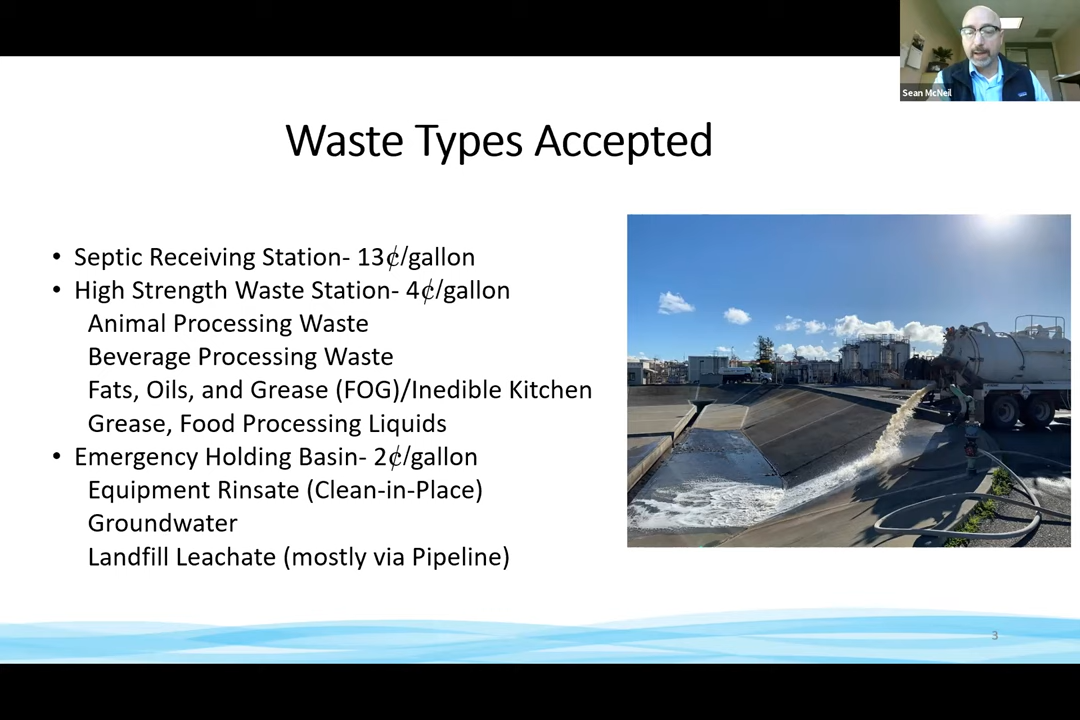 Sean McNeil
Waste Types Accepted
• Septic Receiving Station- 13¢/gallon
• High Strength Waste Station- 4¢/gallon
Animal Processing Waste
Beverage Processing Waste
Fats, Oils, and Grease (FOG)/Inedible Kitchen
Grease, Food Processing Liquids
• Emergency Holding Basin- 2¢/gallon
Equipment Rinsate (Clean-in-Place)
Groundwater
Landfill Leachate (mostly via Pipeline)
3